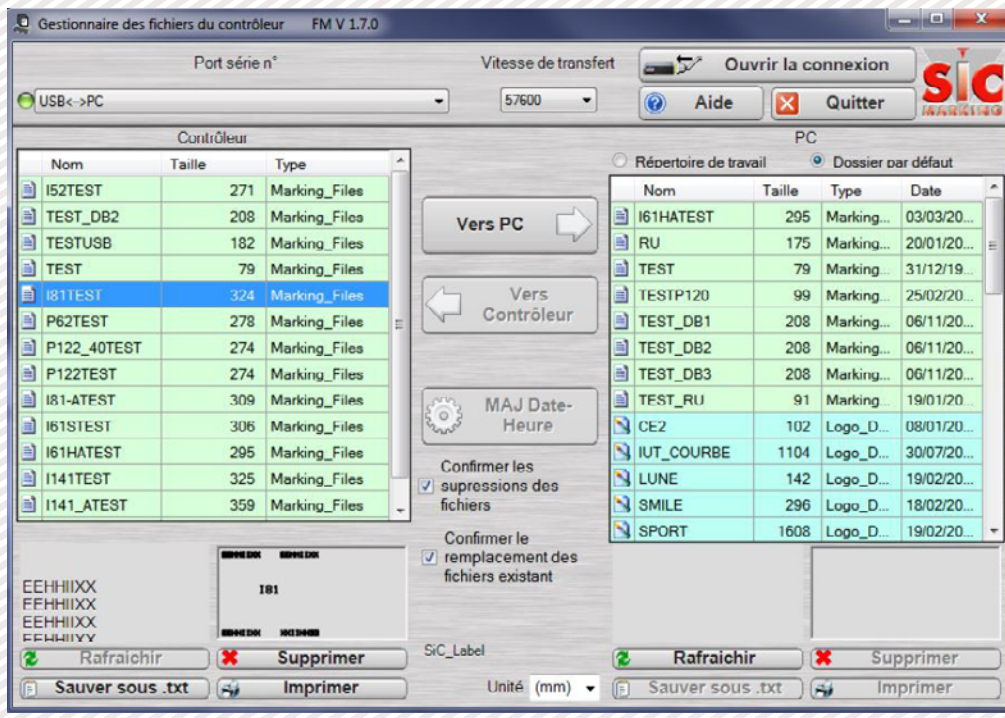 Gestionnaire des fichiers du contrôleur FM V 1.7.0
Port série n°
Vitesse de transfert
Ouvrir la connexion
USB<->PC
57600
Aide
Quitter
SIC
MARKING
Contrôleur
PC
Répertoire de travail
Dossier par défaut
Nom Taille Type
I52TEST 271 Marking_Files
TEST_DB2 208 Marking_Files
TESTUSB 182 Marking_Files
TEST 79 Marking_Files
I81TEST 324 Marking_Files
P62TEST 278 Marking_Files
P122_40TEST 274 Marking_Files
P122TEST 274 Marking_Files
I81-ATEST 309 Marking_Files
I61STEST 306 Marking_Files
I61HATEST 295 Marking_Files
I141TEST 325 Marking_Files
I141_ATEST 359 Marking_Files
Vers PC
Vers
Contrôleur
MAJ Date-
Heure
Confirmer les
supressions des
fichiers
Confirmer le
remplacement des
fichiers existant
Nom Taille Type Date
I61HATEST 295 Marking... 03/03/20...
RU 175 Marking... 20/01/20...
TEST 79 Marking... 31/12/19...
TESTP120 99 Marking... 25/02/20...
TEST_DB1 208 Marking... 06/11/20...
TEST_DB2 208 Marking... 06/11/20...
TEST_DB3 208 Marking... 06/11/20...
TEST_RU 91 Marking... 19/01/20...
CE2 102 Logo_D... 08/01/20...
IUT_COURBE 1104 Logo_D... 30/07/20...
LUNE 142 Logo_D... 19/02/20...
SMILE 296 Logo_D... 18/02/20...
SPORT 1608 Logo_D... 19/02/20...
EEHHIIXX
EEHHIIXX
EEHHIIXX
EEHHIIXX
I81
SiC_Label
Unité (mm)
Rafraichir
Supprimer
Sauver sous .txt
Imprimer
Rafraichir
Supprimer
Sauver sous .txt
Imprimer